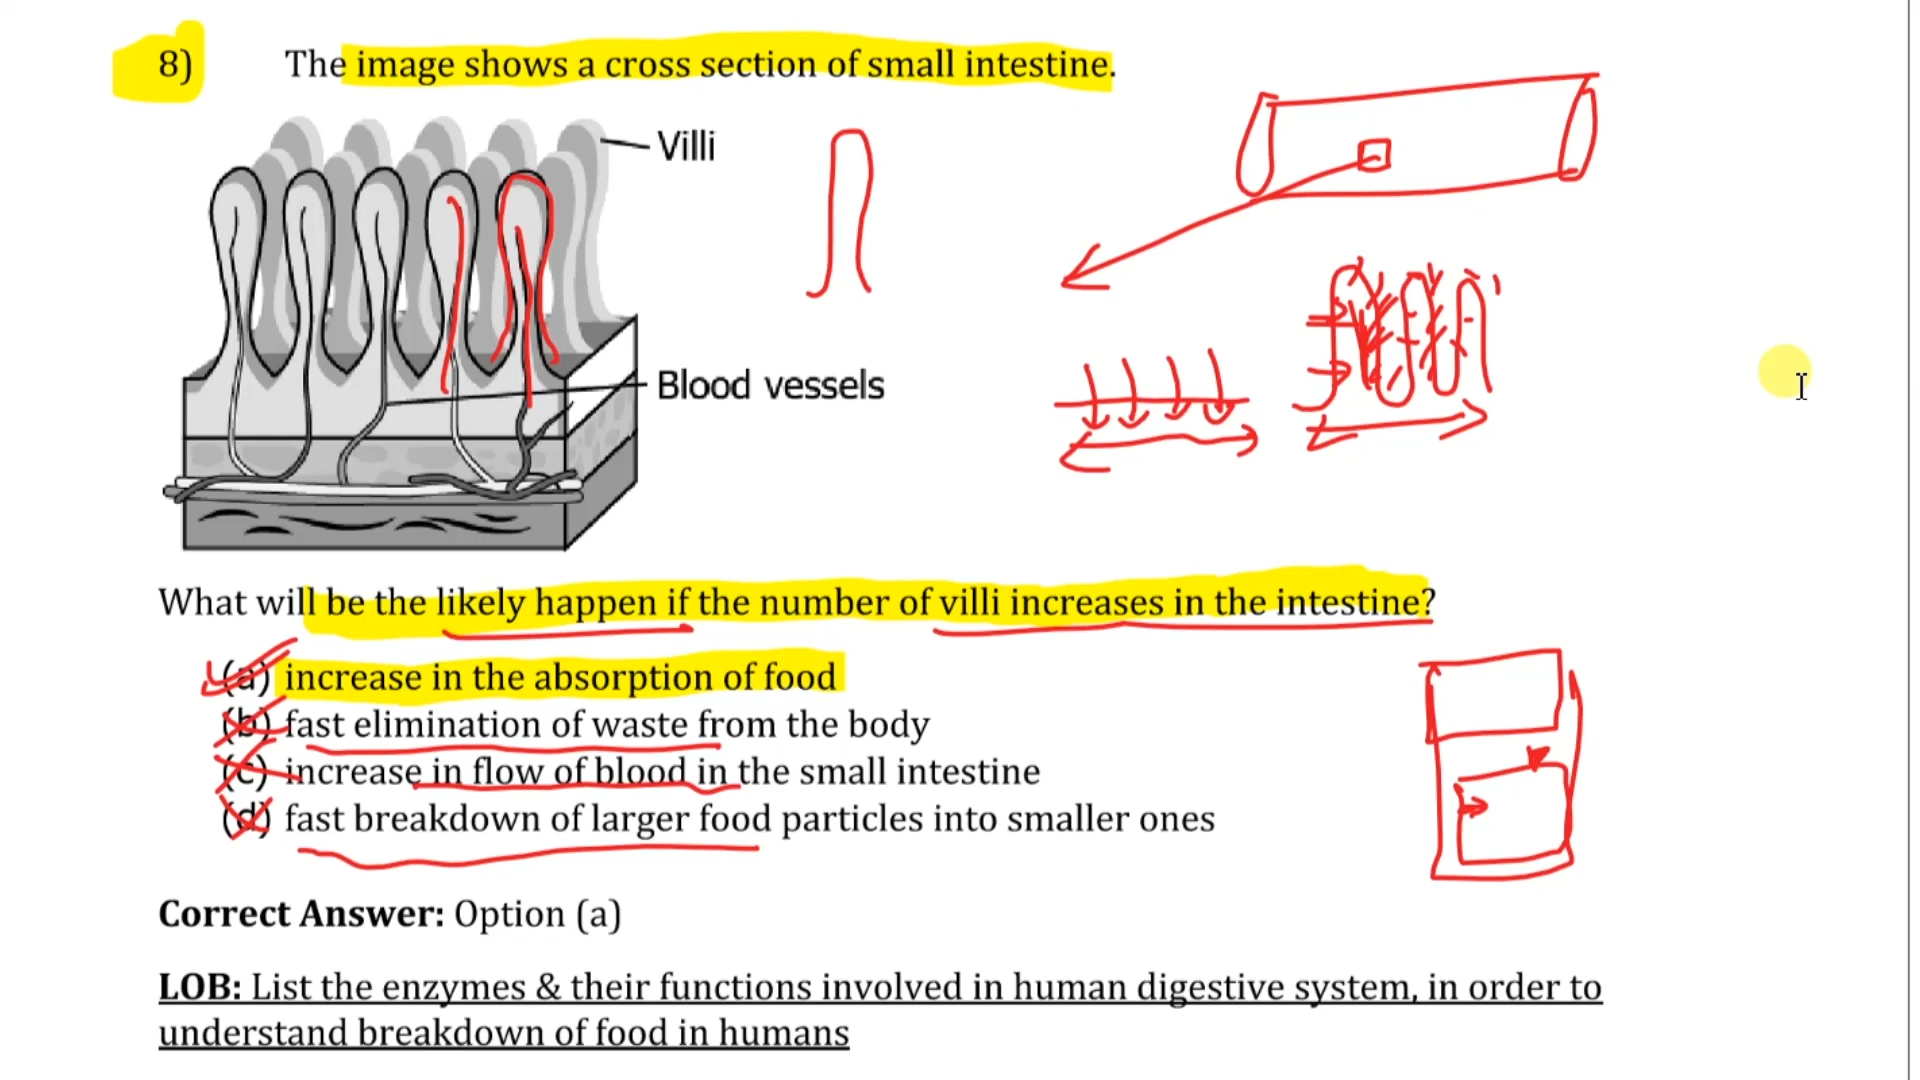 8) The image shows a cross section of small intestine.
Villi
Blood vessels
What will be the likely happen if the number of villi increases in the intestine?
(a) increase in the absorption of food
(b) fast elimination of waste from the body
(c) increase in flow of blood in the small intestine
(d) fast breakdown of larger food particles into smaller ones
Correct Answer: Option (a)
LOB: List the enzymes & their functions involved in human digestive system, in order to
understand breakdown of food in humans